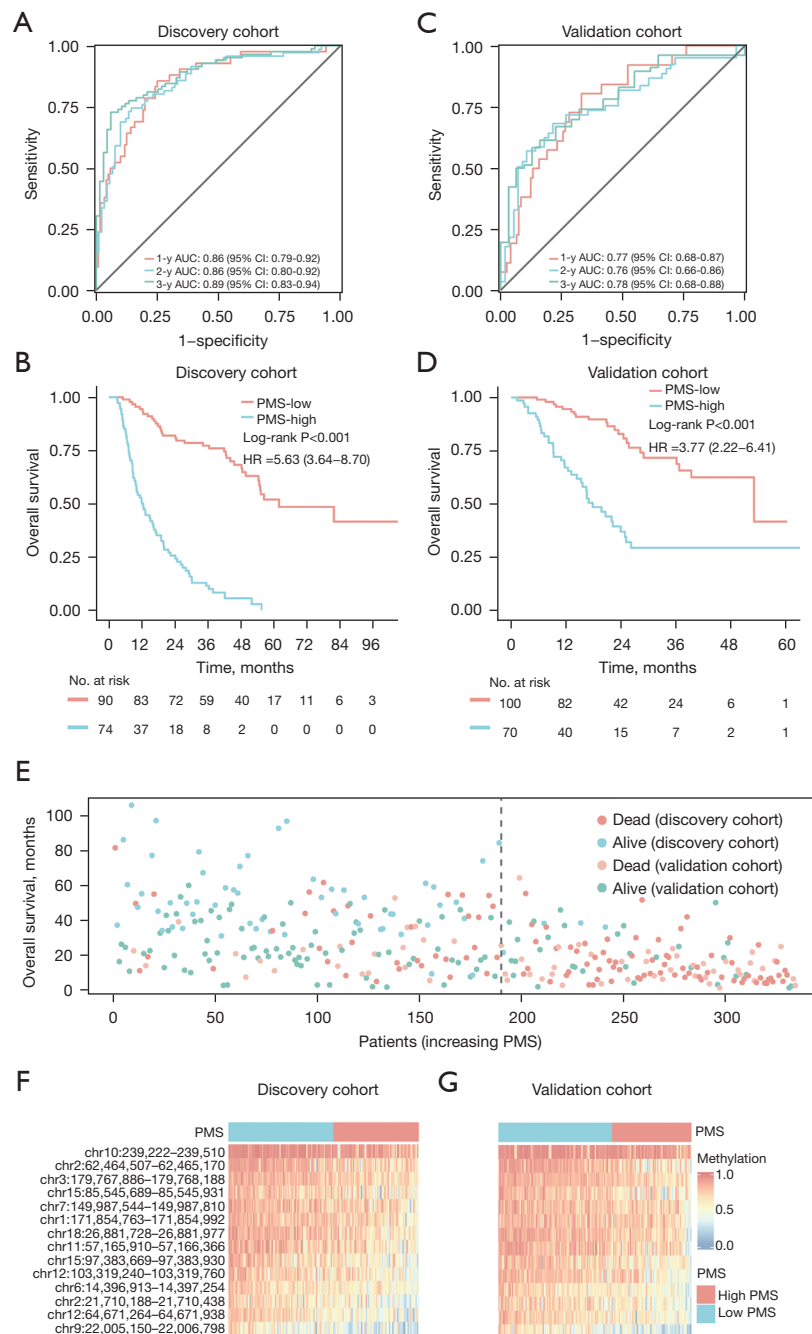 A
Discovery cohort
1.00
0.75
0.50
0.25
0.00
Sensitivity
1-y AUC: 0.86 (95% CI: 0.79-0.92)
2-y AUC: 0.86 (95% CI: 0.80-0.92)
3-y AUC: 0.89 (95% CI: 0.83-0.94)
0.00 0.25 0.50 0.75 1.00
1–specificity
C
Validation cohort
1.00
0.75
0.50
0.25
0.00
Sensitivity
1-y AUC: 0.77 (95% CI: 0.68-0.87)
2-y AUC: 0.76 (95% CI: 0.66-0.86)
3-y AUC: 0.78 (95% CI: 0.68-0.88)
0.00 0.25 0.50 0.75 1.00
1–specificity
B
Discovery cohort
1.00
0.75
0.50
0.25
0.00
Overall survival
PMS-low
PMS-high
Log-rank P<0.001
HR =5.63 (3.64–8.70)
0 12 24 36 48 60 72 84 96
Time, months
No. at risk
90 83 72 59 40 17 11 6 3
74 37 18 8 2 0 0 0 0
D
Validation cohort
1.00
0.75
0.50
0.25
0.00
Overall survival
PMS-low
PMS-high
Log-rank P<0.001
HR =3.77 (2.22–6.41)
0 12 24 36 48 60
Time, months
No. at risk
100 82 42 24 6 1
70 40 15 7 2 1
E
100
80
60
40
20
0
Overall survival, months
Dead (discovery cohort)
Alive (discovery cohort)
Dead (validation cohort)
Alive (validation cohort)
0 50 100 150 200 250 300
Patients (increasing PMS)
F
Discovery cohort
PMS
chr10:239,222–239,510
chr2:62,464,507–62,465,170
chr3:179,767,886–179,768,188
chr15:85,545,689–85,545,931
chr7:149,987,544–149,987,810
chr1:171,854,763–171,854,992
chr18:26,881,728–26,881,977
chr11:57,165,910–57,166,366
chr15:97,383,669–97,383,930
chr12:103,319,240–103,319,760
chr6:14,396,913–14,397,254
chr2:21,710,188–21,710,438
chr12:64,671,264–64,671,938
chr9:22,005,150–22,006,798
G
Validation cohort
PMS
Methylation
1.0
0.5
0.0
PMS
High PMS
Low PMS